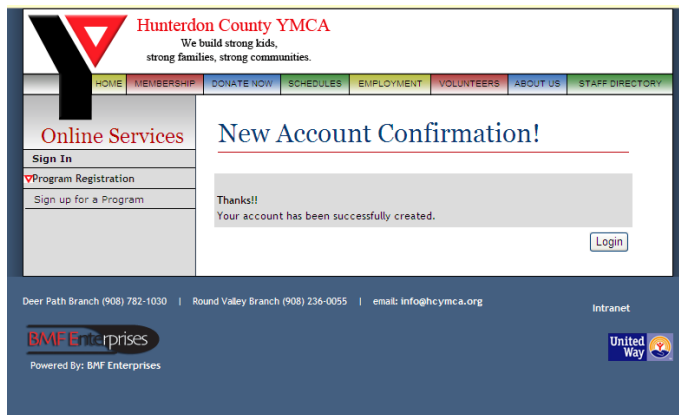 Hunterdon County YMCA
We build strong kids,
strong families, strong communities.
HOME MEMBERSHIP DONATE NOW SCHEDULES EMPLOYMENT VOLUNTEERS ABOUT US STAFF DIRECTORY
Online Services
Sign In
Program Registration
Sign up for a Program
New Account Confirmation!
Thanks!!
Your account has been successfully created.
Login
Deer Path Branch (908) 782-1030 | Round Valley Branch (908) 236-0055 | email: info@hcymca.org
Intranet
BMF Enterprises
Powered By: BMF Enterprises
United
Way